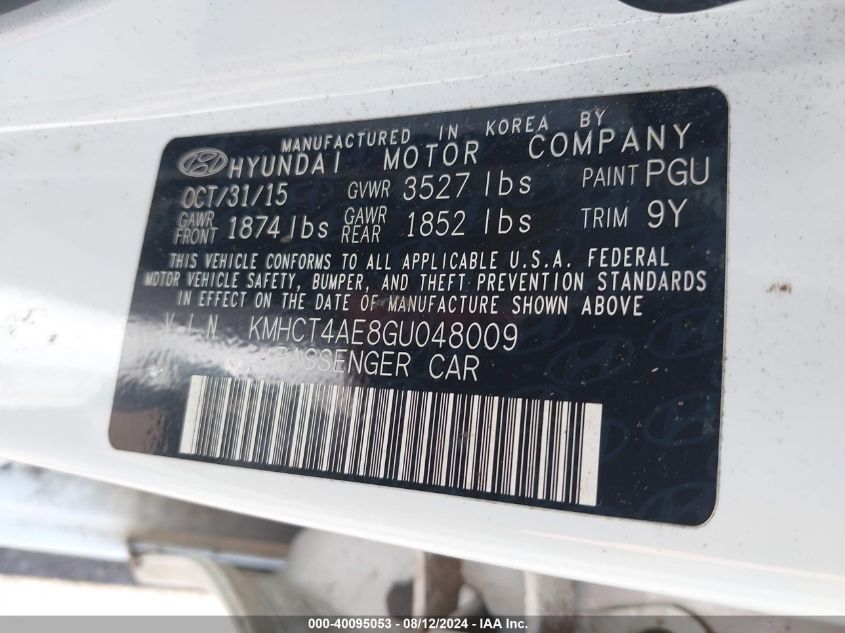 MANUFACTURED IN KOREA BY
HYUNDAI MOTOR COMPANY
OCT/31/15 GVWR 3527 lbs PAINT PGU
GAWR FRONT 1874 lbs GAWR REAR 1852 lbs TRIM 9Y
THIS VEHICLE CONFORMS TO ALL APPLICABLE U.S.A. FEDERAL
MOTOR VEHICLE SAFETY, BUMPER, AND THEFT PREVENTION STANDARDS
IN EFFECT ON THE DATE OF MANUFACTURE SHOWN ABOVE
V.I.N KMHCT4AE8GU048009
PASSENGER CAR
000-40095053 - 08/12/2024 - IAA Inc.